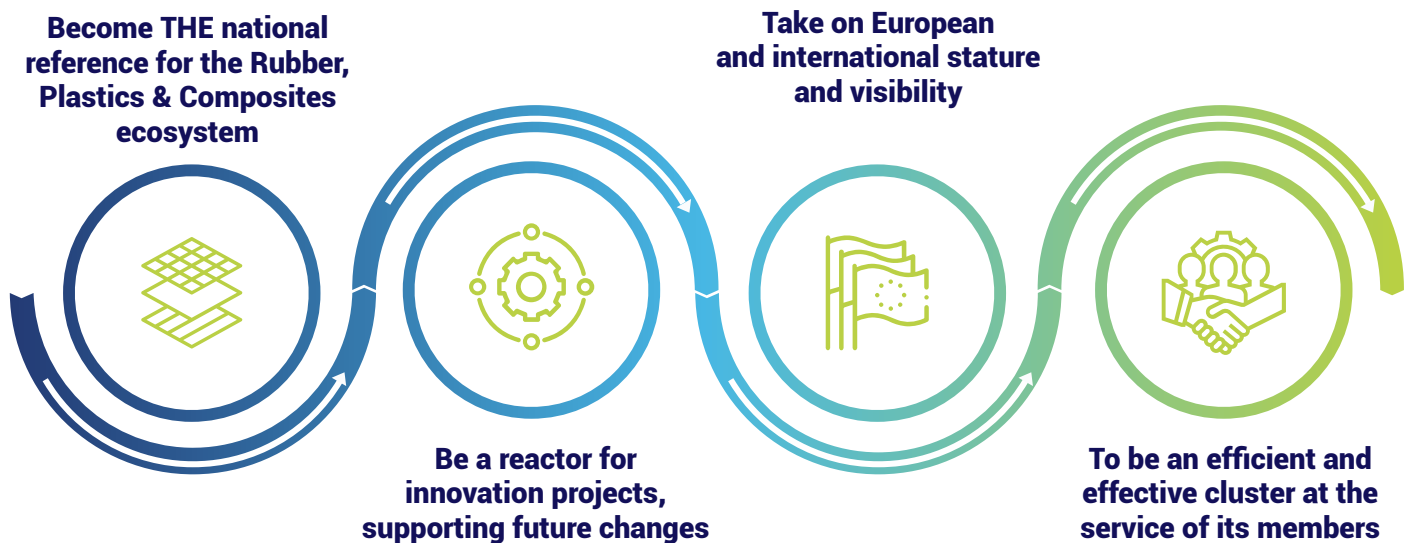 Become THE national
reference for the Rubber,
Plastics & Composites
ecosystem
Be a reactor for
innovation projects,
supporting future changes
Take on European
and international stature
and visibility
To be an efficient and
effective cluster at the
service of its members